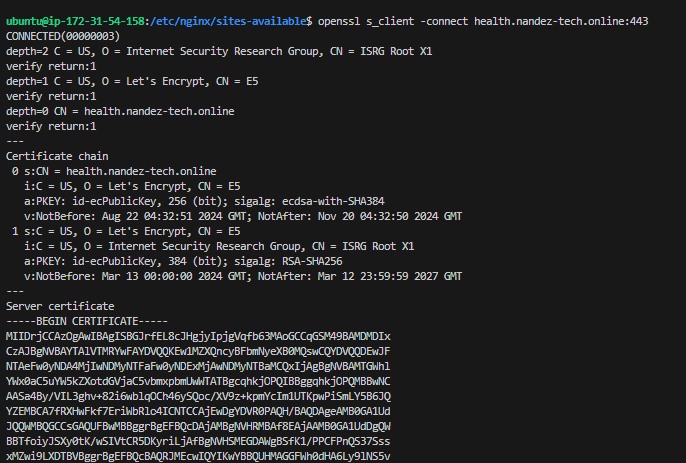 ubuntu@ip-172-31-54-158:/etc/nginx/sites-available$ openssl s_client -connect health.nandez-tech.online:443
CONNECTED(00000003)
depth=2 C = US, O = Internet Security Research Group, CN = ISRG Root X1
verify return:1
depth=1 C = US, O = Let's Encrypt, CN = E5
verify return:1
depth=0 CN = health.nandez-tech.online
verify return:1
---
Certificate chain
 0 s:CN = health.nandez-tech.online
   i:C = US, O = Let's Encrypt, CN = E5
   a:PKEY: id-ecPublicKey, 256 (bit); sigalg: ecdsa-with-SHA384
   v:NotBefore: Aug 22 04:32:51 2024 GMT; NotAfter: Nov 20 04:32:50 2024 GMT
 1 s:C = US, O = Let's Encrypt, CN = E5
   i:C = US, O = Internet Security Research Group, CN = ISRG Root X1
   a:PKEY: id-ecPublicKey, 384 (bit); sigalg: RSA-SHA256
   v:NotBefore: Mar 13 00:00:00 2024 GMT; NotAfter: Mar 12 23:59:59 2027 GMT
---
Server certificate
-----BEGIN CERTIFICATE-----
MIIDrjCCAzOgAwIBAgISBGJrfEL8cJHgjyIpjgVqfb63MAoGCCqGSM49BAMDMDIx
CzAJBgNVBAYTAlVTMRYwFAYDVQQKEw1MZXQncyBFbmNyeXB0MQswCQYDVQQDEwJF
NTAeFw0yNDA4MjIwNDMyNTFaFw0yNDExMjAwNDMyNTBaMCQxIjAgBgNVBAMTGWhl
YWx0aC5uYW5kZXotdGVjaC5vbmxpbmUwWTATBgcqhkjOPQIBBggqhkjOPQMBBwNC
AASa4By/VIL3ghv+82i6wblqOCh46ySQoc/XV9z+kpmYcIm1UTKpwPiSmLY5B6JQ
YZEMBCA7fRXHwFkf7EriWbRlo4ICNTCCAjEwDgYDVR0PAQH/BAQDAgeAMB0GA1Ud
JQQWMBQGCCsGAQUFBwMBBggrBgEFBQcDAjAMBgNVHRMBAf8EAjAAMB0GA1UdDgQW
BBTfoiyJSXy0tK/wSIVtCR5DKyriLjAfBgNVHSMEGDAWgBSfK1/PPCFPnQS37Sss
xMZwi9LXDTBVBggrBgEFBQcBAQRJMEcwIQYIKwYBBQUHMAGGFWh0dHA6Ly9lNS5v